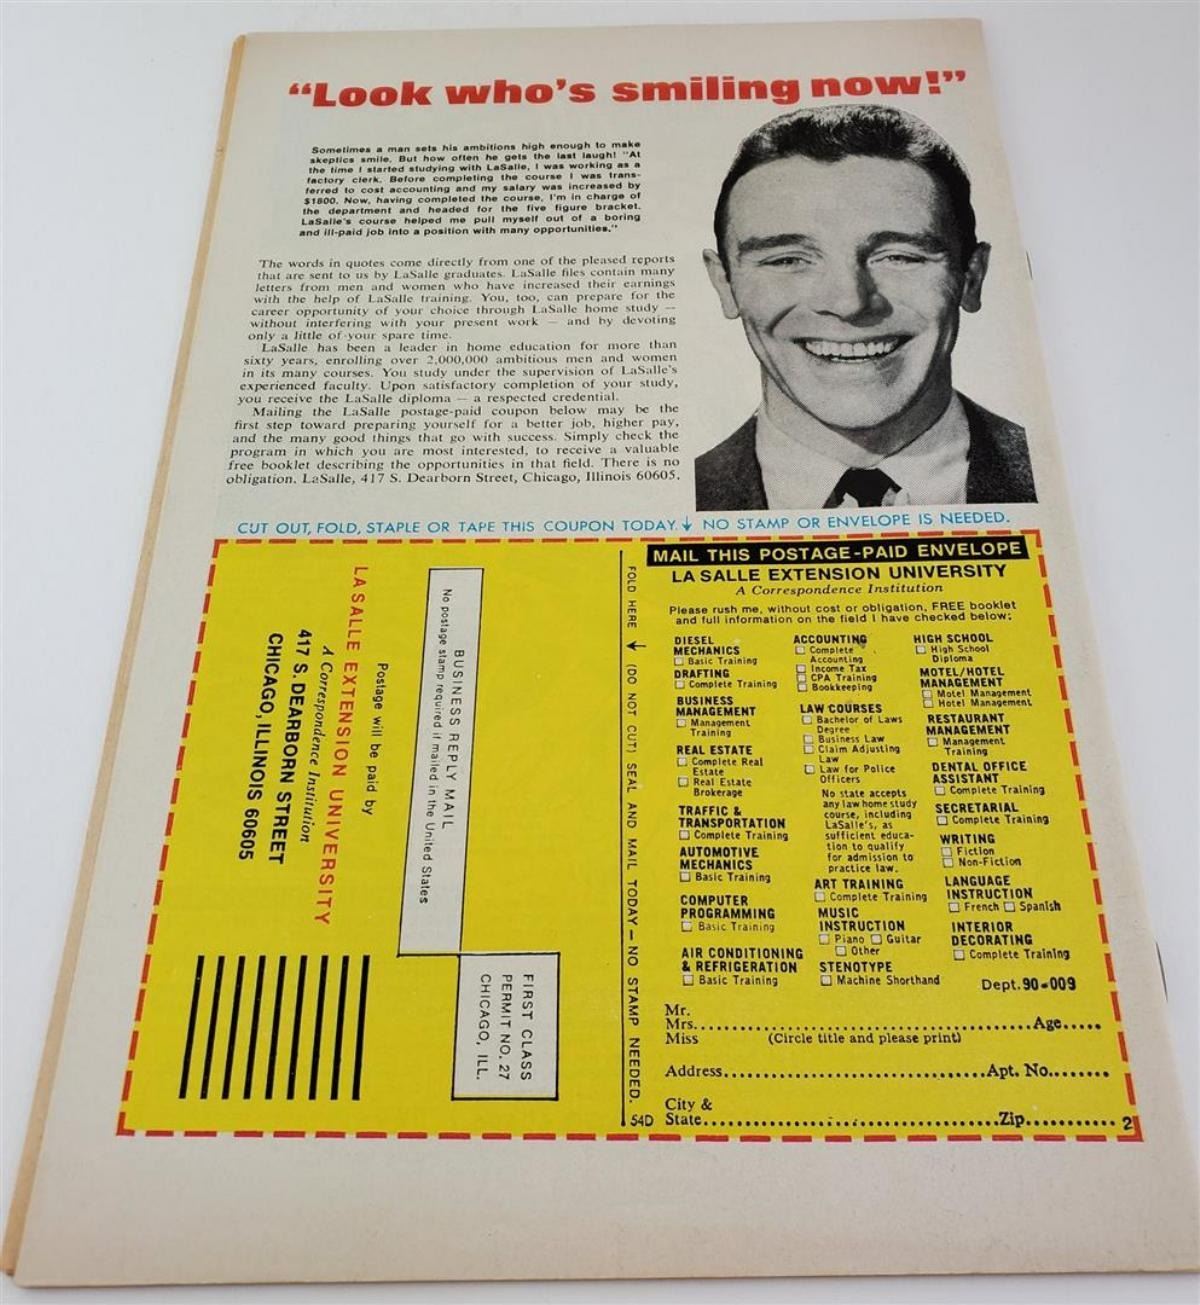 “Look who's smiling now!”
Sometimes a man sets his ambitions high enough to make
skeptics smile. But how often he gets the last laugh! "At
the time I started studying with LaSalle, I was working as a
factory clerk. Before completing the course I was trans-
ferred to cost accounting and my salary was increased by
$1800. Now, having completed the course, I'm in charge of
the department and headed for the five figure bracket.
LaSalle's course helped me pull myself out of a boring
and ill-paid job into a position with many opportunities."
The words in quotes come directly from one of the pleased reports
that are sent to us by LaSalle graduates. LaSalle files contain many
letters from men and women who have increased their earnings
with the help of LaSalle training. You, too, can prepare for the
career opportunity of your choice through LaSalle home study —
without interfering with your present work — and by devoting
only a little of your spare time.
LaSalle has been a leader in home education for more than
sixty years, enrolling over 2,000,000 ambitious men and women
in its many courses. You study under the supervision of LaSalle's
experienced faculty. Upon satisfactory completion of your study,
you receive the LaSalle diploma — a respected credential.
Mailing the LaSalle postage-paid coupon below may be the
first step toward preparing yourself for a better job, higher pay,
and the many good things that go with success. Simply check the
program in which you are most interested, to receive a valuable
free booklet describing the opportunities in that field. There is no
obligation. LaSalle, 417 S. Dearborn Street, Chicago, Illinois 60605.
CUT OUT, FOLD, STAPLE OR TAPE THIS COUPON TODAY. ↓ NO STAMP OR ENVELOPE IS NEEDED.
FIRST CLASS
PERMIT NO. 27
CHICAGO, ILL.
BUSINESS REPLY MAIL
No postage stamp required if mailed in the United States
Postage will be paid by
LASALLE EXTENSION UNIVERSITY
A Correspondence Institution
417 S. DEARBORN STREET
CHICAGO, ILLINOIS 60605
FOLD HERE → (DO NOT CUT) SEAL AND MAIL TODAY — NO STAMP NEEDED.
MAIL THIS POSTAGE-PAID ENVELOPE
LA SALLE EXTENSION UNIVERSITY
A Correspondence Institution
Please rush me, without cost or obligation, FREE booklet
and full information on the field I have checked below:
DIESEL
MECHANICS
☐ Basic Training
DRAFTING
☐ Complete Training
BUSINESS
MANAGEMENT
☐ Management
Training
REAL ESTATE
☐ Complete Real
Estate
☐ Real Estate
Brokerage
TRAFFIC &
TRANSPORTATION
☐ Complete Training
AUTOMOTIVE
MECHANICS
☐ Basic Training
COMPUTER
PROGRAMMING
☐ Basic Training
AIR CONDITIONING
& REFRIGERATION
☐ Basic Training
ACCOUNTING
☐ Complete
Accounting
☐ Income Tax
☐ CPA Training
☐ Bookkeeping
LAW COURSES
☐ Bachelor of Laws
Degree
☐ Business Law
☐ Claim Adjusting
Law
☐ Law for Police
Officers
No state accepts
any law home study
course, including
LaSalle's, as
sufficient educa-
tion to qualify
for admission to
practice law.
ART TRAINING
☐ Complete Training
MUSIC
INSTRUCTION
☐ Piano ☐ Guitar
☐ Other
STENOTYPE
☐ Machine Shorthand
HIGH SCHOOL
☐ High School
Diploma
MOTEL/HOTEL
MANAGEMENT
☐ Motel Management
☐ Hotel Management
RESTAURANT
MANAGEMENT
☐ Management
Training
DENTAL OFFICE
ASSISTANT
☐ Complete Training
SECRETARIAL
☐ Complete Training
WRITING
☐ Fiction
☐ Non-Fiction
LANGUAGE
INSTRUCTION
☐ French ☐ Spanish
INTERIOR
DECORATING
☐ Complete Training
Dept. 90-009
Mr.
Mrs. Age
Miss (Circle title and please print)
Address Apt. No.
City &
54D State Zip 2